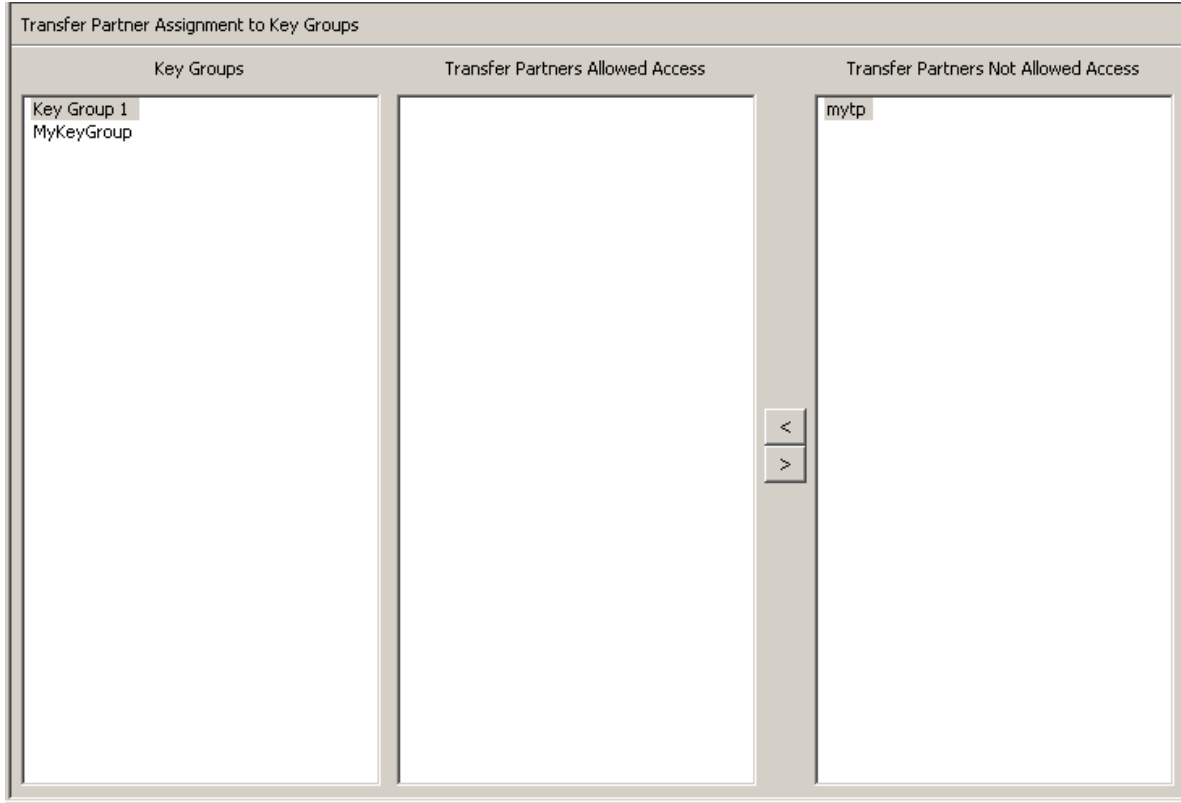 Transfer Partner Assignment to Key Groups
Key Groups
Transfer Partners Allowed Access
Transfer Partners Not Allowed Access
Key Group 1
MyKeyGroup
mytp
<
>